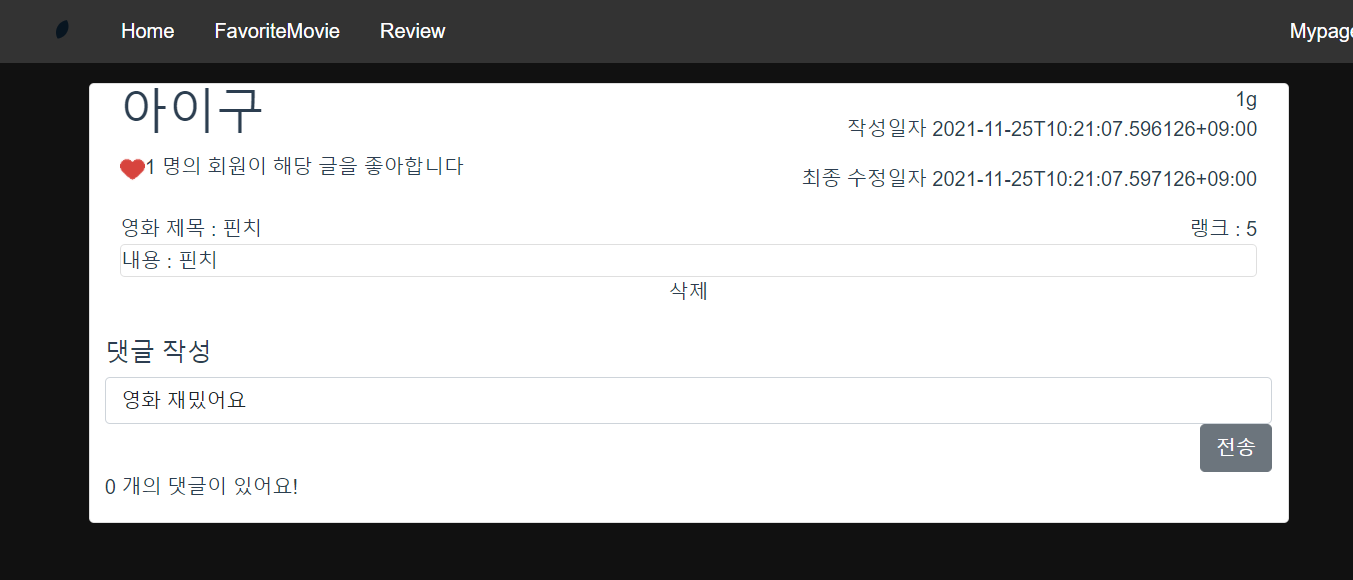 Home FavoriteMovie Review Mypage
아이구
1g
작성일자 2021-11-25T10:21:07.596126+09:00
1 명의 회원이 해당 글을 좋아합니다
최종 수정일자 2021-11-25T10:21:07.597126+09:00
영화 제목 : 핀치 랭크 : 5
내용 : 핀치
삭제
댓글 작성
영화 재밌어요
전송
0 개의 댓글이 있어요!